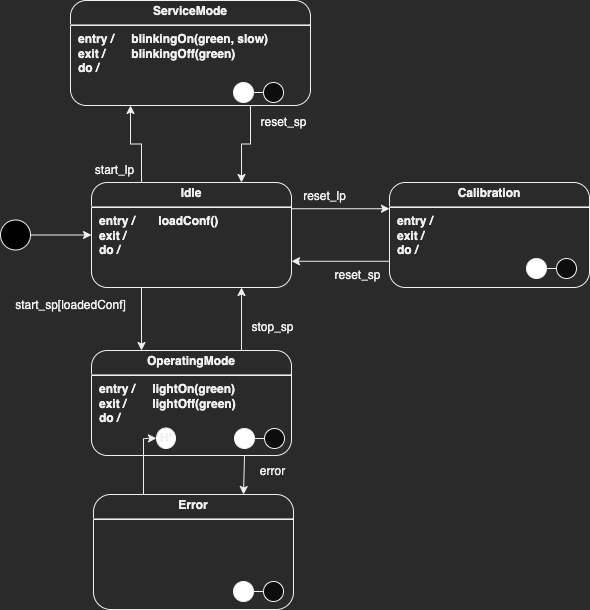 ServiceMode
entry / blinkingOn(green, slow)
exit / blinkingOff(green)
do /
reset_sp
start_lp
Idle
entry / loadConf()
exit /
do /
reset_lp
Calibration
entry /
exit /
do /
reset_sp
start_sp[loadedConf]
stop_sp
OperatingMode
entry / lightOn(green)
exit / lightOff(green)
do /
error
Error